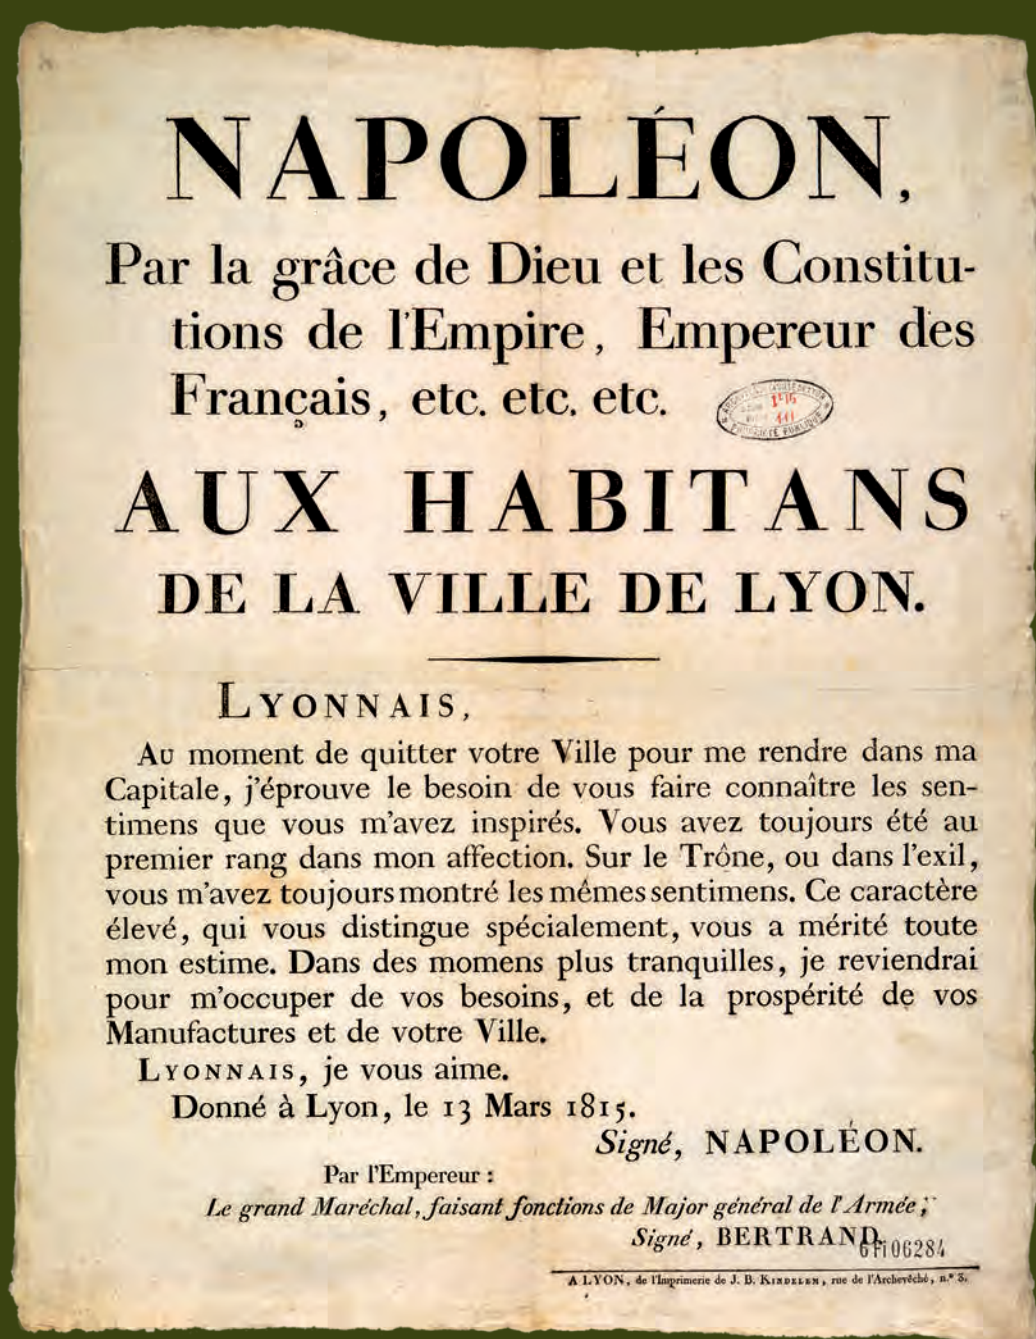 NAPOLÉON,
Par la grâce de Dieu et les Constitu-
tions de l'Empire, Empereur des
Français, etc. etc. etc.
AUX HABITANS
DE LA VILLE DE LYON.
LYONNAIS,
Au moment de quitter votre Ville pour me rendre dans ma
Capitale, j'éprouve le besoin de vous faire connaître les sen-
timens que vous m'avez inspirés. Vous avez toujours été au
premier rang dans mon affection. Sur le Trône, ou dans l'exil,
vous m'avez toujours montré les mêmes sentimens. Ce caractère
élevé, qui vous distingue spécialement, vous a mérité toute
mon estime. Dans des momens plus tranquilles, je reviendrai
pour m'occuper de vos besoins, et de la prospérité de vos
Manufactures et de votre Ville.
LYONNAIS, je vous aime.
Donné à Lyon, le 13 Mars 1815.
Signé, NAPOLÉON.
Par l'Empereur :
Le grand Maréchal, faisant fonctions de Major général de l'Armée ;
Signé, BERTRAND.
6Fi06284
A LYON, de l'Imprimerie de J. B. KINDELEN, rue de l'Archevêché, n.° 3.